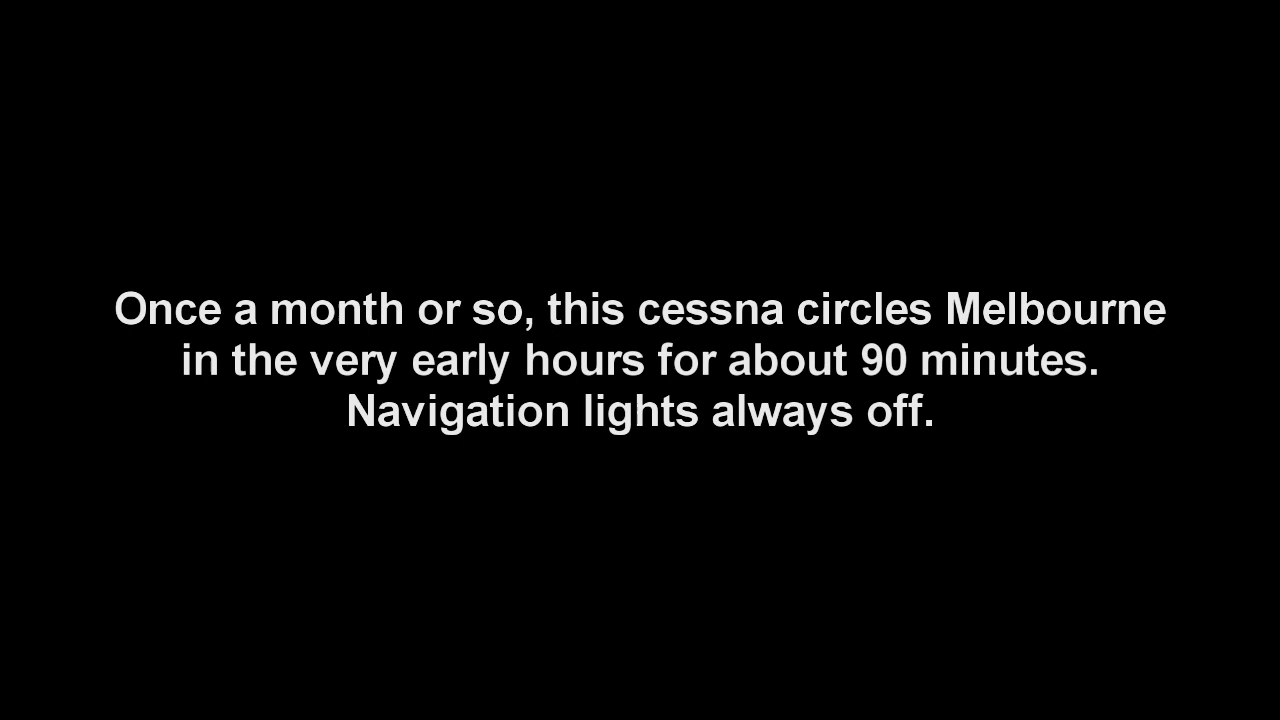 Once a month or so, this cessna circles Melbourne
in the very early hours for about 90 minutes.
Navigation lights always off.